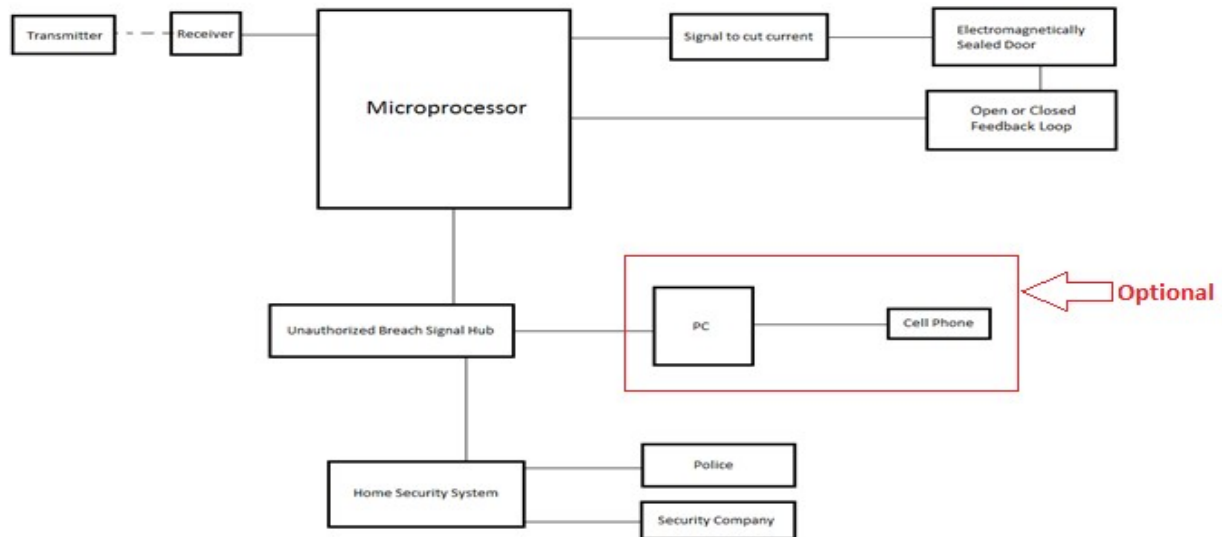 Transmitter
Receiver
Microprocessor
Signal to cut current
Electromagnetically
Sealed Door
Open or Closed
Feedback Loop
Unauthorized Breach Signal Hub
PC
Cell Phone
Optional
Home Security System
Police
Security Company